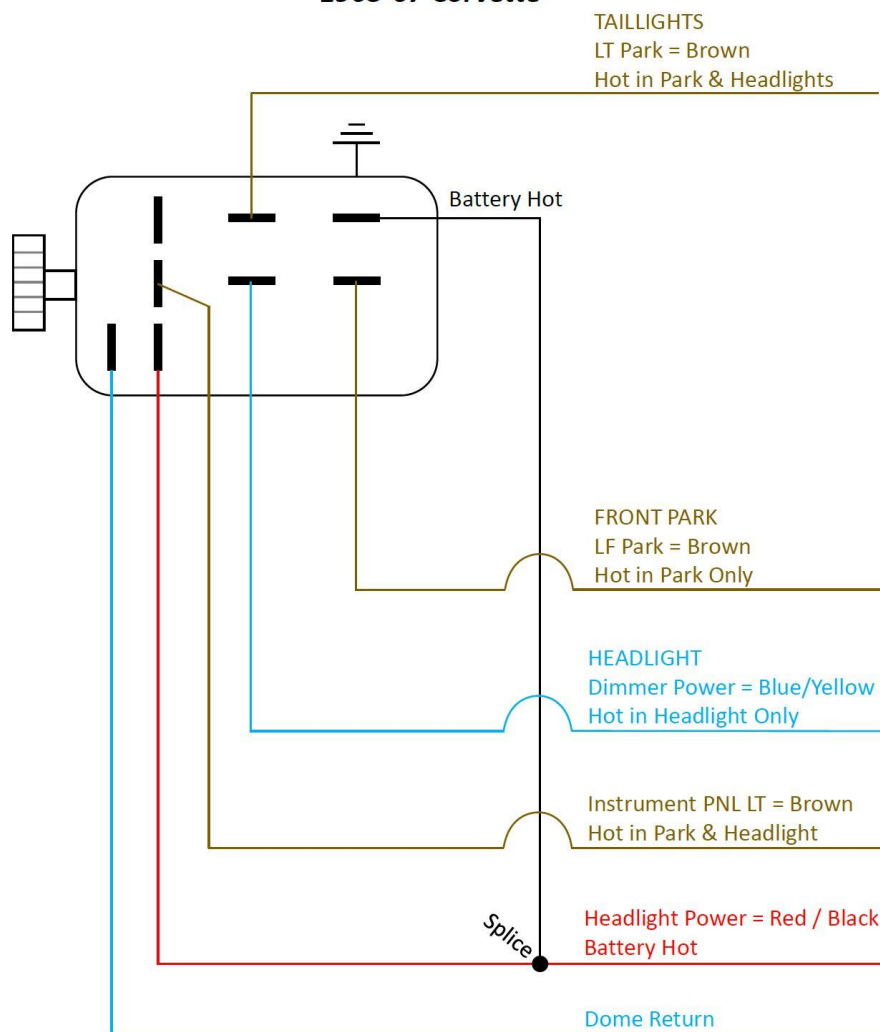 TAILLIGHTS
LT Park = Brown
Hot in Park & Headlights
Battery Hot
FRONT PARK
LF Park = Brown
Hot in Park Only
HEADLIGHT
Dimmer Power = Blue/Yellow
Hot in Headlight Only
Instrument PNL LT = Brown
Hot in Park & Headlight
Splice
Headlight Power = Red / Black
Battery Hot
Dome Return